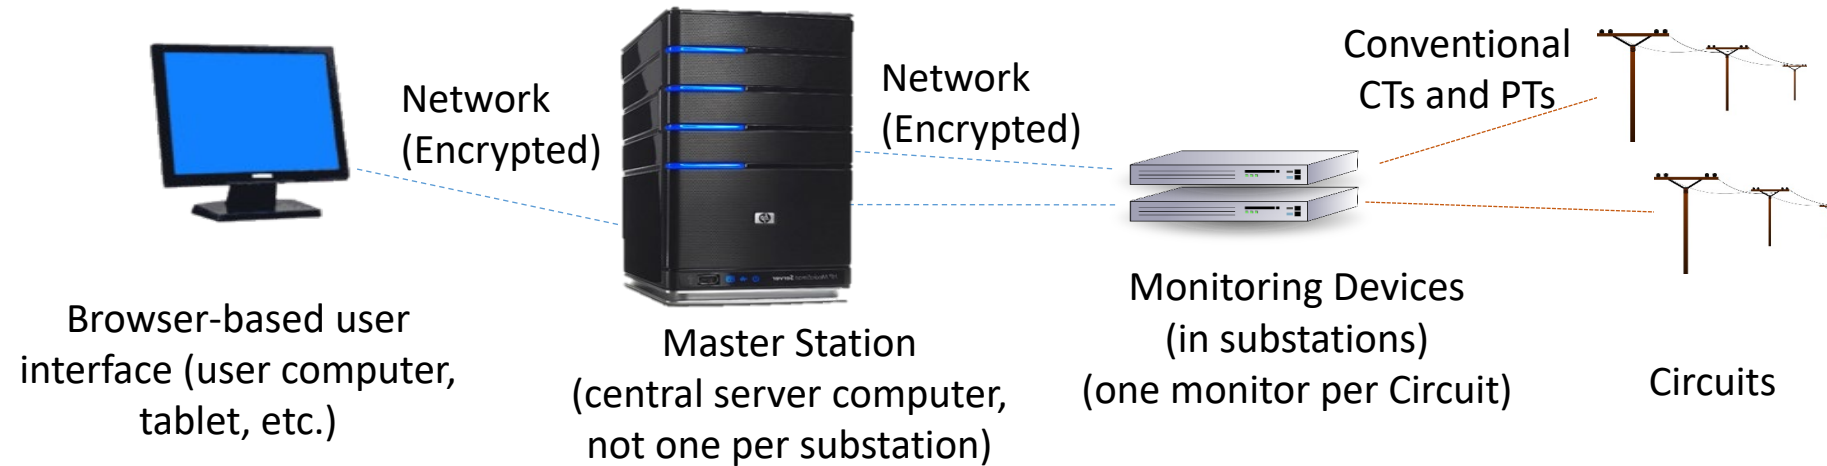 Network
(Encrypted)
Network
(Encrypted)
Conventional
CTs and PTs
Browser-based user
interface (user computer,
tablet, etc.)
Master Station
(central server computer,
not one per substation)
Monitoring Devices
(in substations)
(one monitor per Circuit)
Circuits
hp